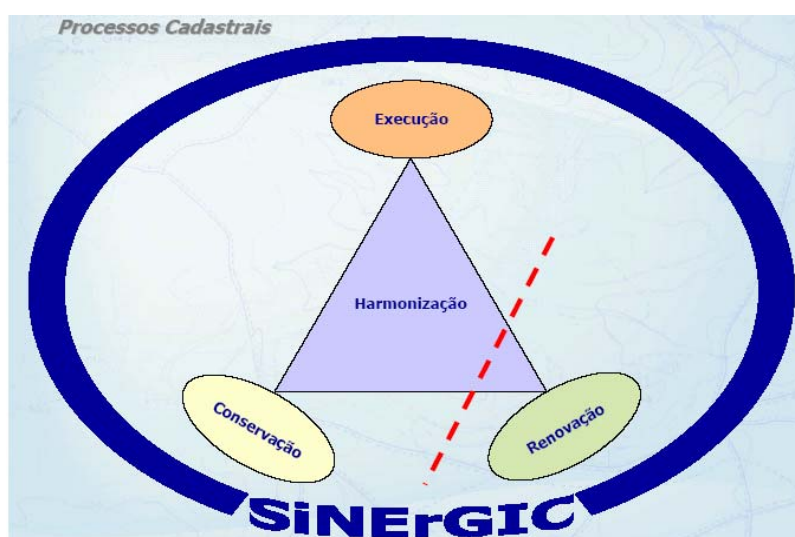 Processos Cadastrais
Execução
Harmonização
Conservação
Renovação
SiNErGIC